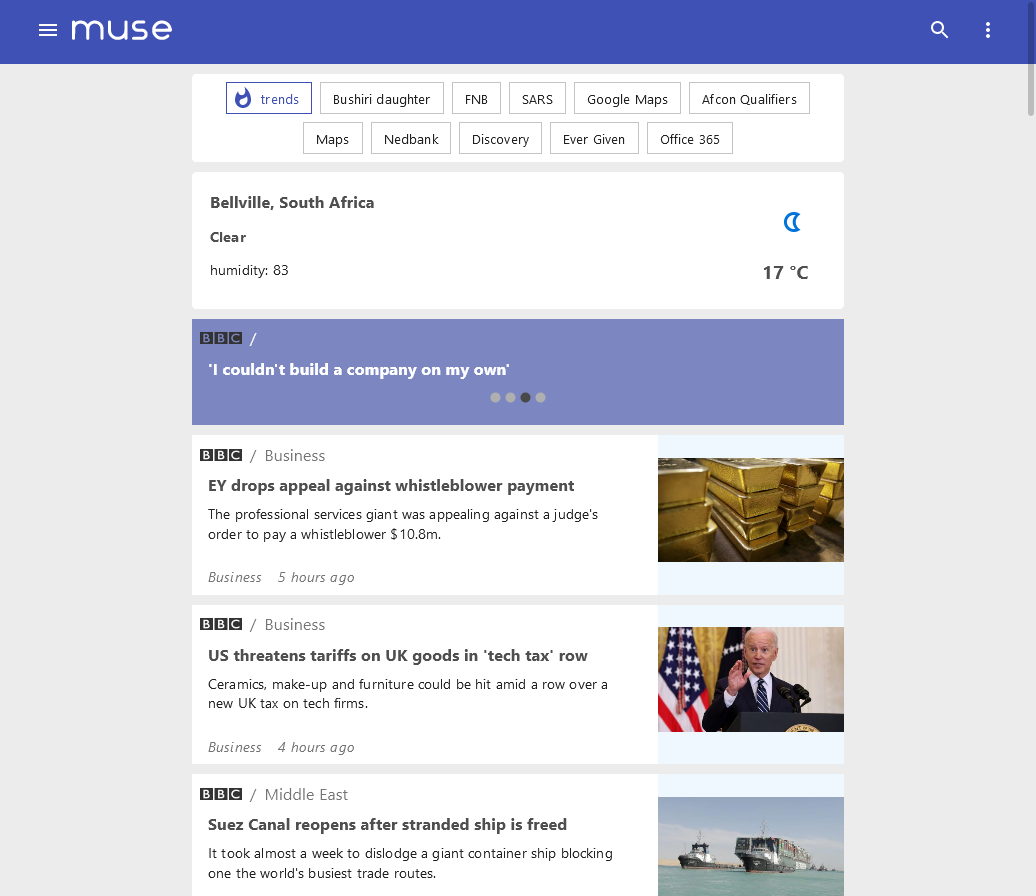 muse
trends
Bushiri daughter
FNB
SARS
Google Maps
Afcon Qualifiers
Maps
Nedbank
Discovery
Ever Given
Office 365
Bellville, South Africa
Clear
humidity: 83
17 °C
BBC /
'I couldn't build a company on my own'
BBC / Business
EY drops appeal against whistleblower payment
The professional services giant was appealing against a judge's
order to pay a whistleblower $10.8m.
Business 5 hours ago
BBC / Business
US threatens tariffs on UK goods in 'tech tax' row
Ceramics, make-up and furniture could be hit amid a row over a
new UK tax on tech firms.
Business 4 hours ago
BBC / Middle East
Suez Canal reopens after stranded ship is freed
It took almost a week to dislodge a giant container ship blocking
one the world's busiest trade routes.